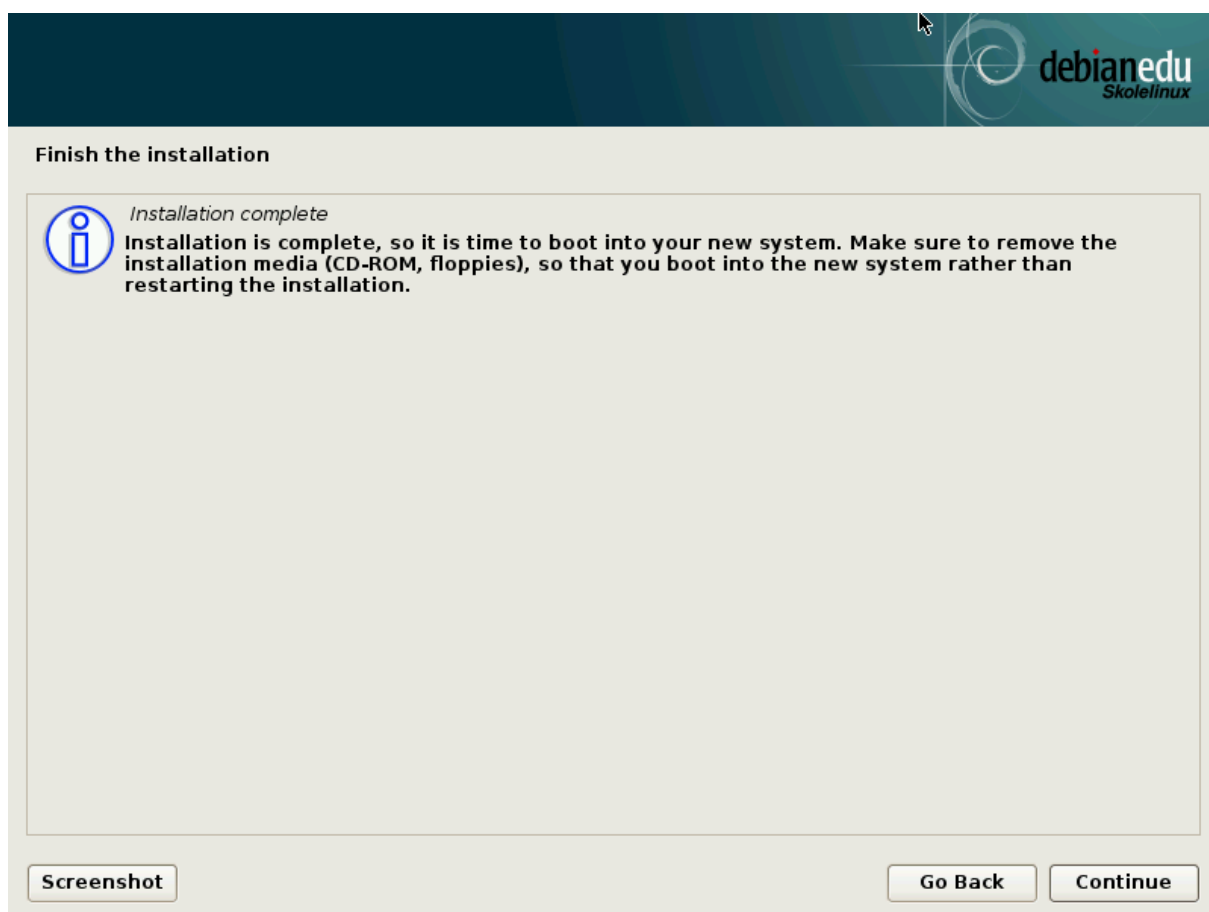 debianedu
Skolelinux
Finish the installation
Installation complete
Installation is complete, so it is time to boot into your new system. Make sure to remove the
installation media (CD-ROM, floppies), so that you boot into the new system rather than
restarting the installation.
Screenshot
Go Back
Continue